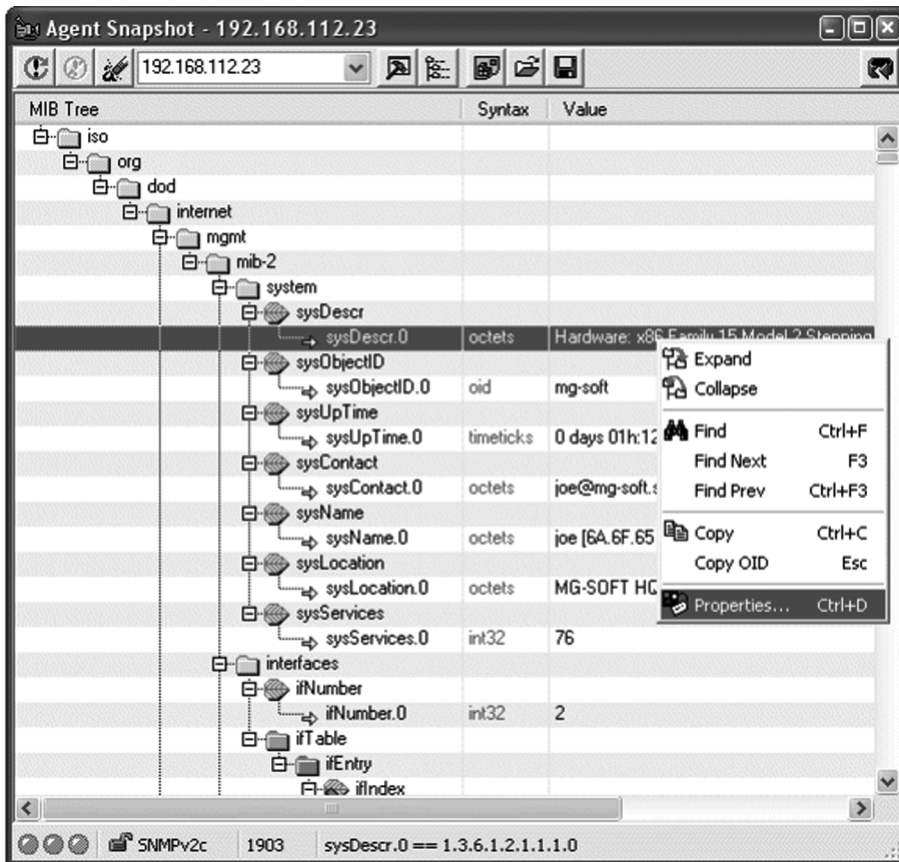 Agent Snapshot - 192.168.112.23
192.168.112.23
MIB Tree Syntax Value
iso
org
dod
internet
mgmt
mib-2
system
sysDescr
sysDescr.0 octets Hardware: x86 Family 15 Model 2 Stepping
sysObjectID
sysObjectID.0 oid mg-soft
sysUpTime
sysUpTime.0 timeticks 0 days 01h:12
sysContact
sysContact.0 octets joe@mg-soft.s
sysName
sysName.0 octets joe [6A.6F.65
sysLocation
sysLocation.0 octets MG-SOFT HQ
sysServices
sysServices.0 int32 76
interfaces
ifNumber
ifNumber.0 int32 2
ifTable
ifEntry
ifIndex
Expand
Collapse
Find Ctrl+F
Find Next F3
Find Prev Ctrl+F3
Copy Ctrl+C
Copy OID Esc
Properties... Ctrl+D
SNMPv2c 1903 sysDescr.0 == 1.3.6.1.2.1.1.1.0